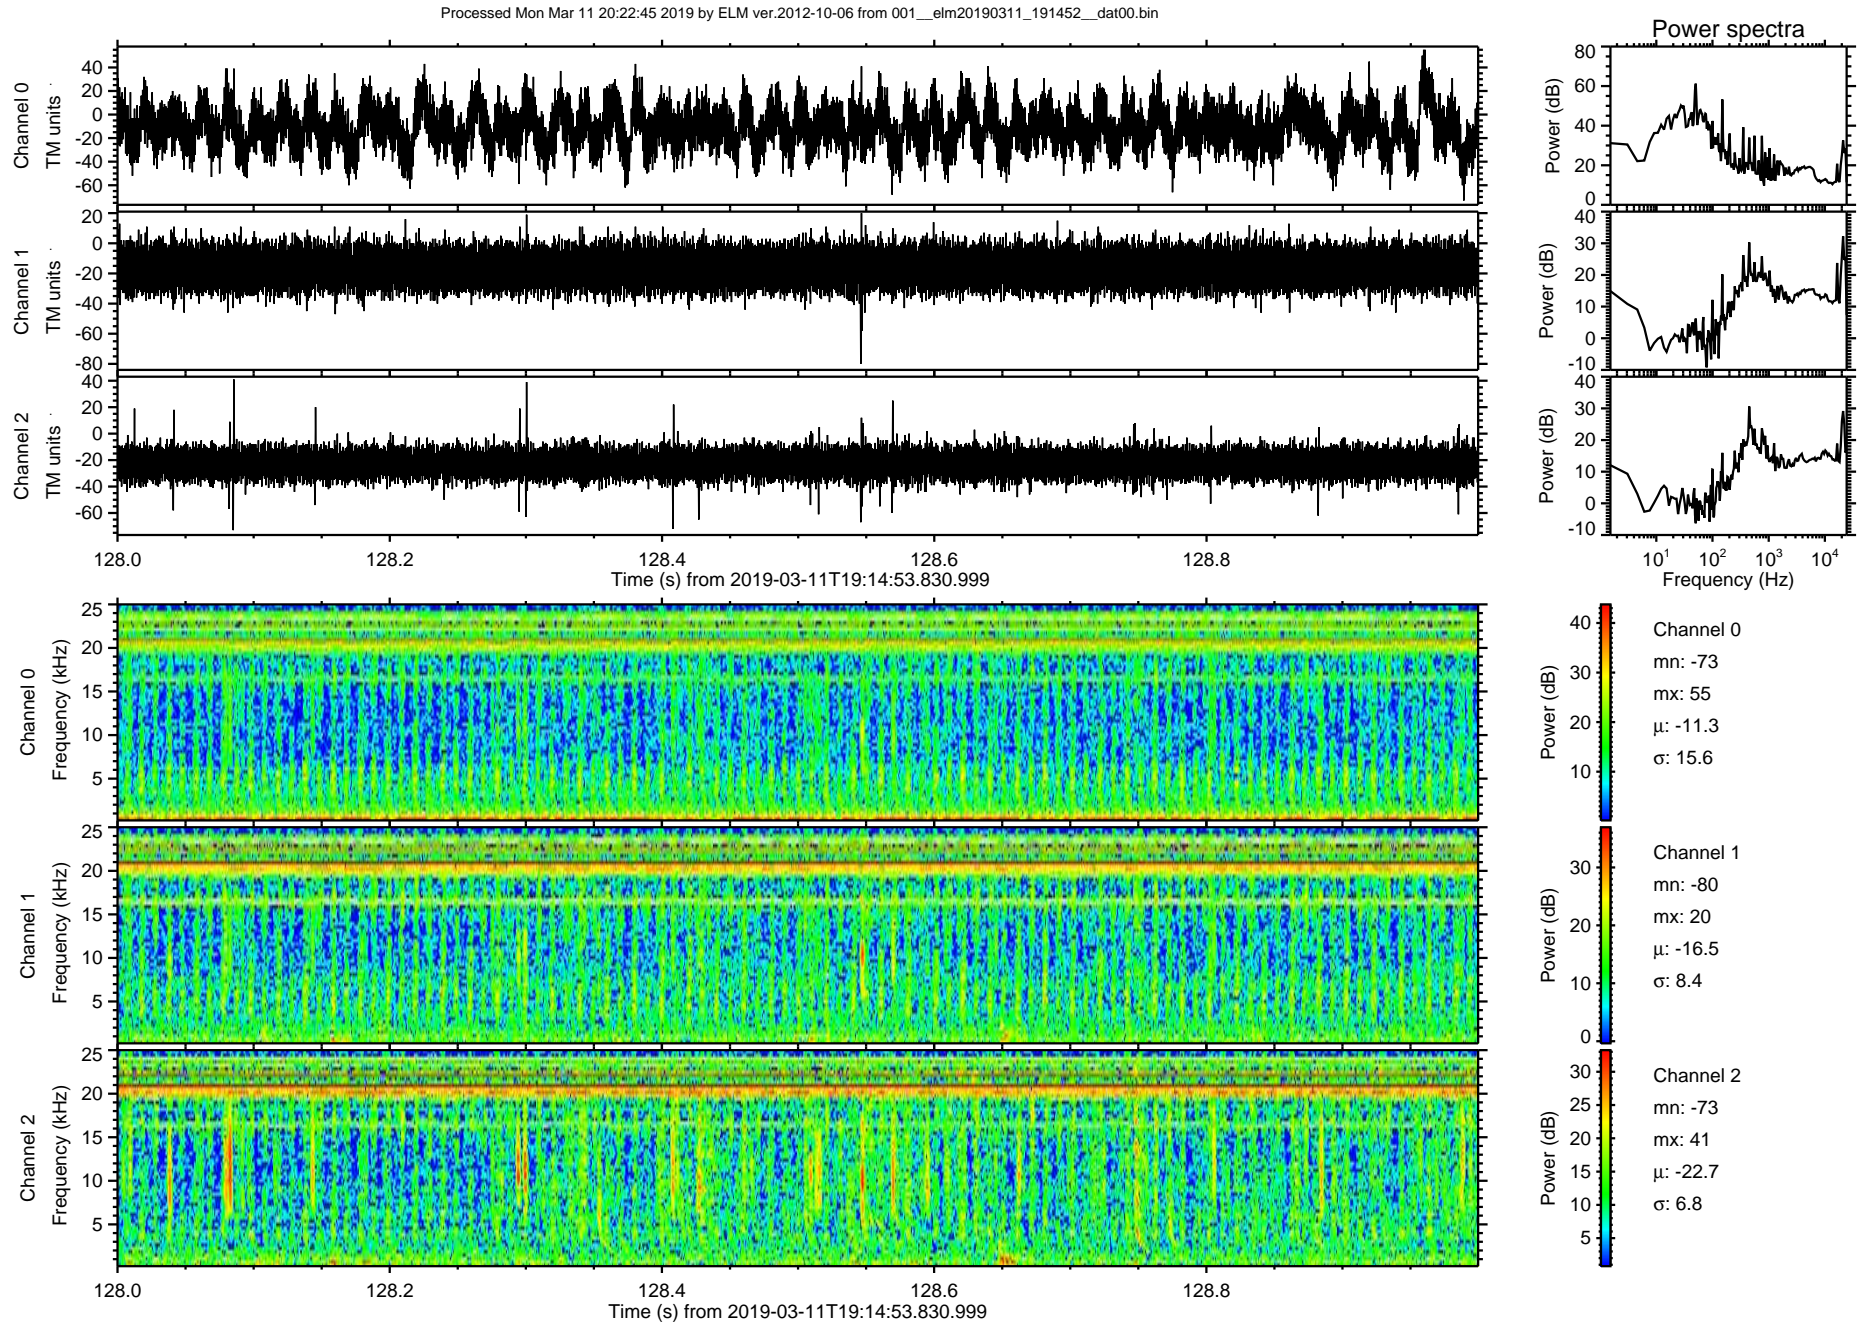 Processed Mon Mar 11 20:22:45 2019 by ELM ver.2012-10-06 from 001__elm20190311_191452__dat00.bin
Power spectra
Channel 0
TM units
40
20
0
-20
-40
-60
Power (dB)
80
60
40
20
0
Channel 1
TM units
20
0
-20
-40
-60
-80
Power (dB)
40
30
20
10
0
-10
Channel 2
TM units
40
20
0
-20
-40
-60
Power (dB)
40
30
20
10
0
-10
128.0 128.2 128.4 128.6 128.8
Time (s) from 2019-03-11T19:14:53.830.999
10^1 10^2 10^3 10^4
Frequency (Hz)
Channel 0
Frequency (kHz)
25
20
15
10
5
Power (dB)
40
30
20
10
Channel 0
mn: -73
mx: 55
μ: -11.3
σ: 15.6
Channel 1
Frequency (kHz)
25
20
15
10
5
Power (dB)
30
20
10
0
Channel 1
mn: -80
mx: 20
μ: -16.5
σ: 8.4
Channel 2
Frequency (kHz)
25
20
15
10
5
Power (dB)
30
25
20
15
10
5
Channel 2
mn: -73
mx: 41
μ: -22.7
σ: 6.8
128.0 128.2 128.4 128.6 128.8
Time (s) from 2019-03-11T19:14:53.830.999